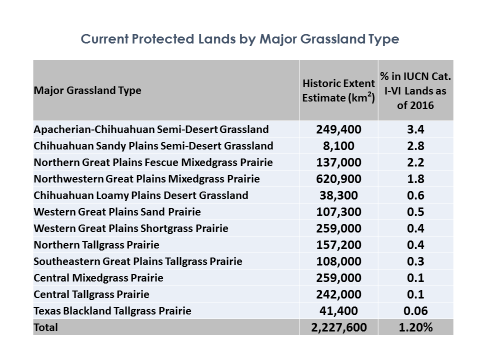 Current Protected Lands by Major Grassland Type
Major Grassland Type Historic Extent Estimate (km2) % in IUCN Cat. I-VI Lands as of 2016
Apacherian-Chihuahuan Semi-Desert Grassland 249,400 3.4
Chihuahuan Sandy Plains Semi-Desert Grassland 8,100 2.8
Northern Great Plains Fescue Mixedgrass Prairie 137,000 2.2
Northwestern Great Plains Mixedgrass Prairie 620,900 1.8
Chihuahuan Loamy Plains Desert Grassland 38,300 0.6
Western Great Plains Sand Prairie 107,300 0.5
Western Great Plains Shortgrass Prairie 259,000 0.4
Northern Tallgrass Prairie 157,200 0.4
Southeastern Great Plains Tallgrass Prairie 108,000 0.3
Central Mixedgrass Prairie 259,000 0.1
Central Tallgrass Prairie 242,000 0.1
Texas Blackland Tallgrass Prairie 41,400 0.06
Total 2,227,600 1.20%